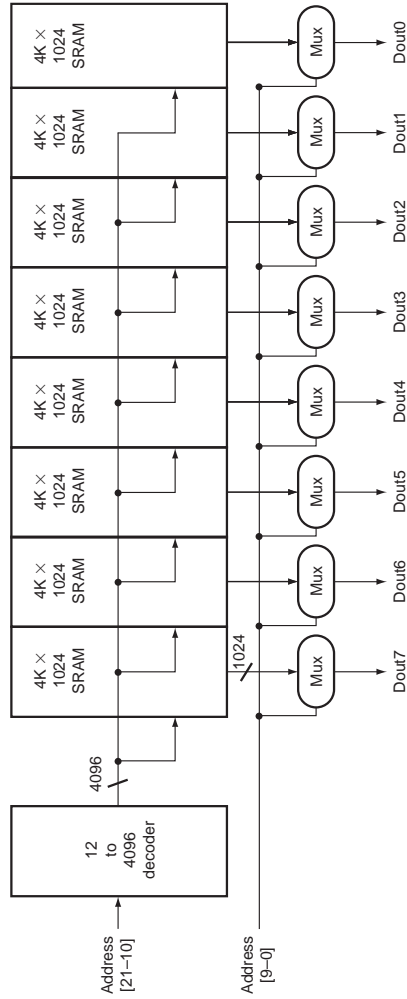 Address
[21–10]
12
to
4096
decoder
4096
4K ×
1024
SRAM
4K ×
1024
SRAM
4K ×
1024
SRAM
4K ×
1024
SRAM
4K ×
1024
SRAM
4K ×
1024
SRAM
4K ×
1024
SRAM
4K ×
1024
SRAM
Address
[9–0]
1024
Mux
Mux
Mux
Mux
Mux
Mux
Mux
Mux
Dout7
Dout6
Dout5
Dout4
Dout3
Dout2
Dout1
Dout0